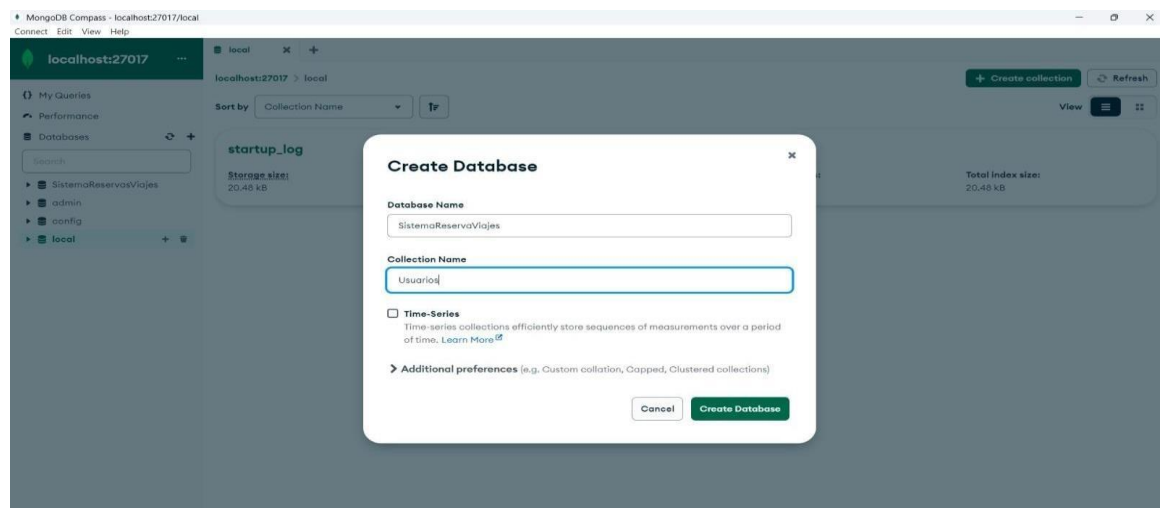 MongoDB Compass - localhost:27017/local
Connect Edit View Help
localhost:27017 ...
local
localhost:27017 > local
Create collection
Refresh
My Queries
Performance
Databases
Search
SistemaReservasViajes
admin
config
local
Sort by Collection Name
View
startup_log
Storage size:
20.48 kB
Total index size:
20.48 kB
Create Database
Database Name
SistemaReservaViajes
Collection Name
Usuarios
Time-Series
Time-series collections efficiently store sequences of measurements over a period
of time. Learn More
Additional preferences (e.g. Custom collation, Capped, Clustered collections)
Cancel
Create Database